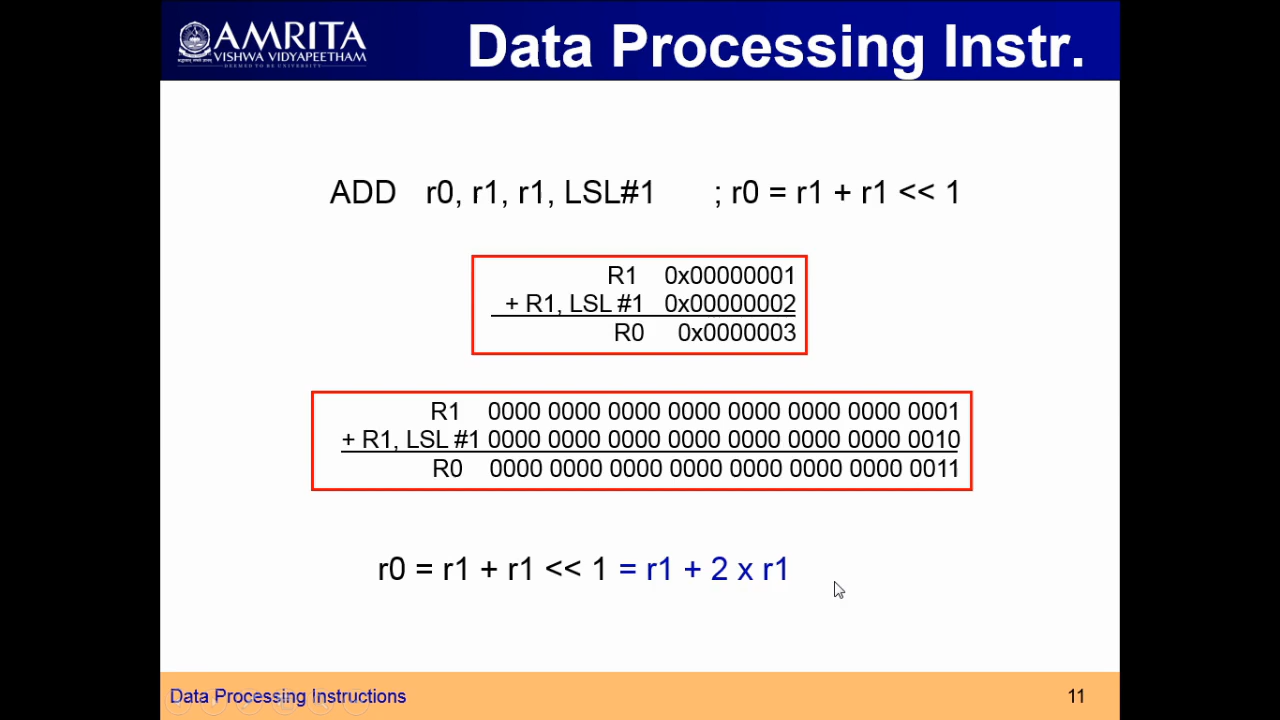 AMRITA
VISHWA VIDYAPEETHAM
DEEMED TO BE UNIVERSITY
Data Processing Instr.
ADD r0, r1, r1, LSL#1 ; r0 = r1 + r1 << 1
R1 0x00000001
+ R1, LSL #1 0x00000002
R0 0x0000003
R1 0000 0000 0000 0000 0000 0000 0000 0001
+ R1, LSL #1 0000 0000 0000 0000 0000 0000 0000 0010
R0 0000 0000 0000 0000 0000 0000 0000 0011
r0 = r1 + r1 << 1 = r1 + 2 x r1
Data Processing Instructions 11